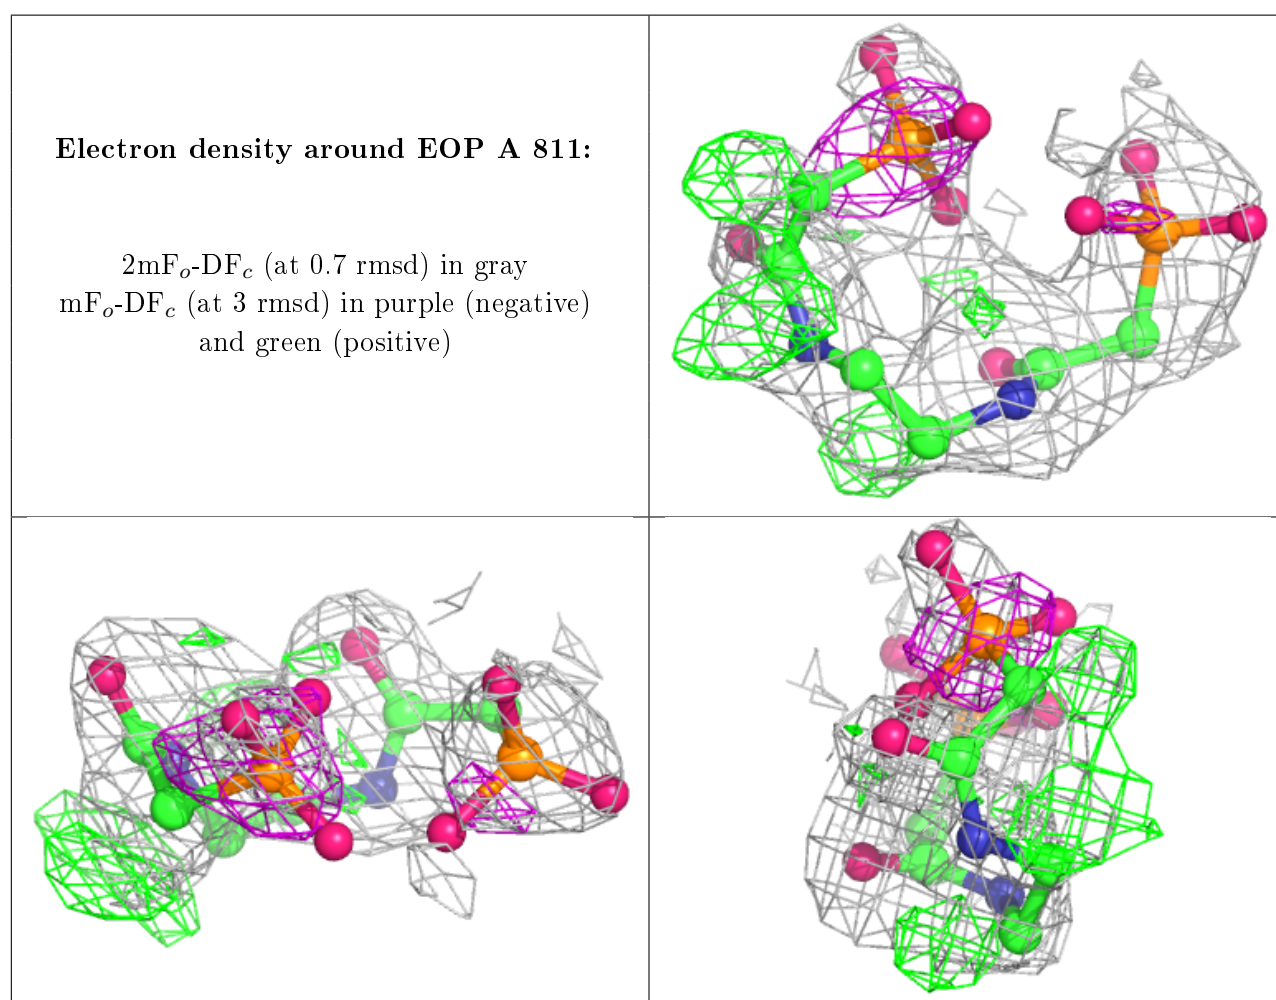 Electron density around EOP A 811:
2mFo-DFc (at 0.7 rmsd) in gray
mFo-DFc (at 3 rmsd) in purple (negative)
and green (positive)